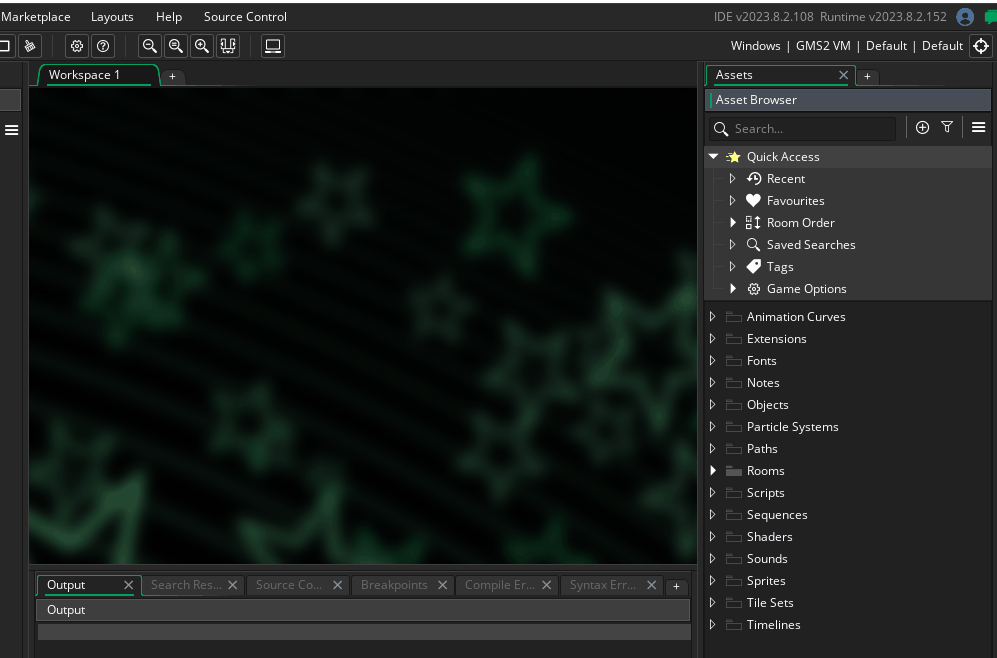 Marketplace Layouts Help Source Control IDE v2023.8.2.108 Runtime v2023.8.2.152
Windows | GMS2 VM | Default | Default
Workspace 1 +
Assets +
Asset Browser
Search...
Quick Access
Recent
Favourites
Room Order
Saved Searches
Tags
Game Options
Animation Curves
Extensions
Fonts
Notes
Objects
Particle Systems
Paths
Rooms
Scripts
Sequences
Shaders
Sounds
Sprites
Tile Sets
Timelines
Output Search Res... Source Co... Breakpoints Compile Er... Syntax Err... +
Output